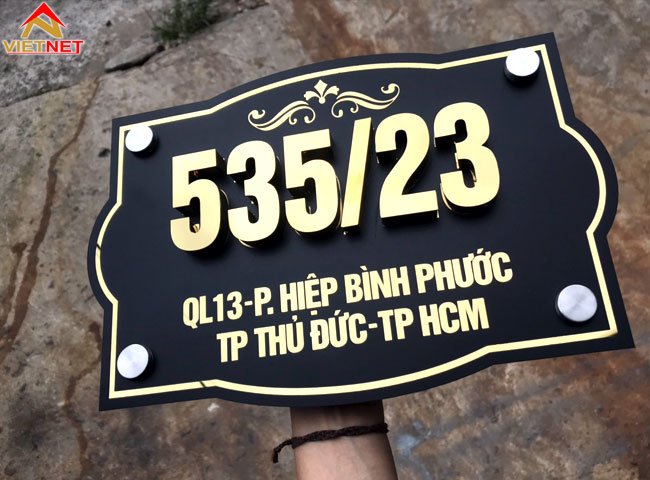 VIETNET
535/23
QL13-P. HIỆP BÌNH PHƯỚC
TP THỦ ĐỨC-TP HCM